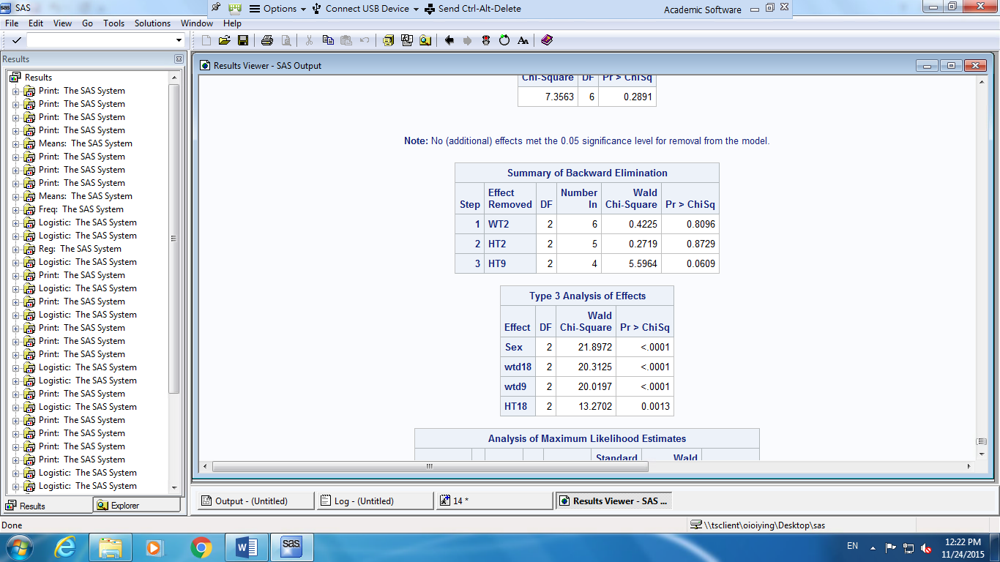 SAS
Options
Connect USB Device
Send Ctrl-Alt-Delete
Academic Software
File Edit View Go Tools Solutions Window Help
Results
Results
Print: The SAS System
Print: The SAS System
Print: The SAS System
Print: The SAS System
Means: The SAS System
Print: The SAS System
Print: The SAS System
Print: The SAS System
Means: The SAS System
Freq: The SAS System
Logistic: The SAS System
Logistic: The SAS System
Reg: The SAS System
Logistic: The SAS System
Print: The SAS System
Logistic: The SAS System
Print: The SAS System
Logistic: The SAS System
Print: The SAS System
Print: The SAS System
Print: The SAS System
Logistic: The SAS System
Logistic: The SAS System
Print: The SAS System
Logistic: The SAS System
Print: The SAS System
Print: The SAS System
Print: The SAS System
Print: The SAS System
Logistic: The SAS System
Logistic: The SAS System
Results
Explorer
Results Viewer - SAS Output
Chi-Square DF Pr > ChiSq
7.3563 6 0.2891
Note: No (additional) effects met the 0.05 significance level for removal from the model.
Summary of Backward Elimination
Effect Number Wald
Step Removed DF In Chi-Square Pr > ChiSq
1 WT2 2 6 0.4225 0.8096
2 HT2 2 5 0.2719 0.8729
3 HT9 2 4 5.5964 0.0609
Type 3 Analysis of Effects
Wald
Effect DF Chi-Square Pr > ChiSq
Sex 2 21.8972 <.0001
wtd18 2 20.3125 <.0001
wtd9 2 20.0197 <.0001
HT18 2 13.2702 0.0013
Analysis of Maximum Likelihood Estimates
Standard Wald
Output - (Untitled)
Log - (Untitled)
14 *
Results Viewer - SAS ...
Done
\\tsclient\oioiying\Desktop\sas
EN
12:22 PM
11/24/2015